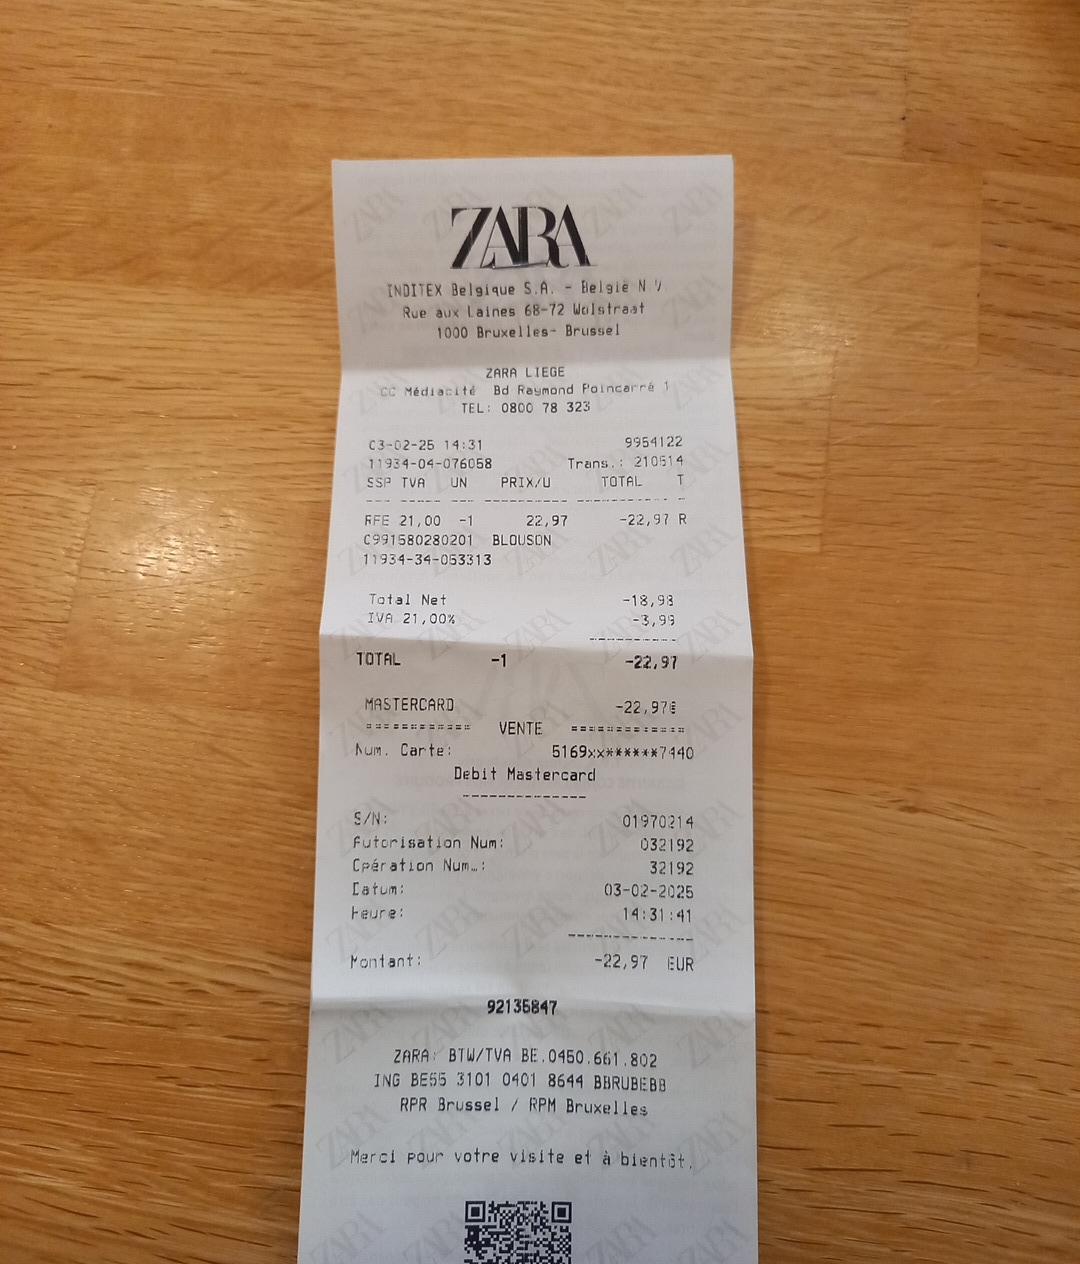 ZARA
INDITEX Belgique S.A. - België N.V
Rue aux Laines 68-72 Wolstraat
1000 Bruxelles- Brussel
ZARA LIEGE
CC Médiacité Bd Raymond Poincarré 1
TEL: 0800 78 323
03-02-25 14:31 9954122
11934-04-076058 Trans.: 210514
SSP TVA UN PRIX/U TOTAL T
RFE 21,00 -1 22,97 -22,97 R
C991580280201 BLOUSON
11934-34-053313
Total Net -18,98
IVA 21,00% -3,99
TOTAL -1 -22,97
MASTERCARD -22,97€
=========== VENTE ============
Num. Carte: 5169xx******7440
Debit Mastercard
S/N: 01970214
Autorisation Num: 032192
Opération Num.: 32192
Datum: 03-02-2025
Heure: 14:31:41
Montant: -22,97 EUR
92135847
ZARA: BTW/TVA BE.0450.661.802
ING BE55 3101 0401 8644 BBRUBEBB
RPR Brussel / RPM Bruxelles
Merci pour votre visite et à bientôt.